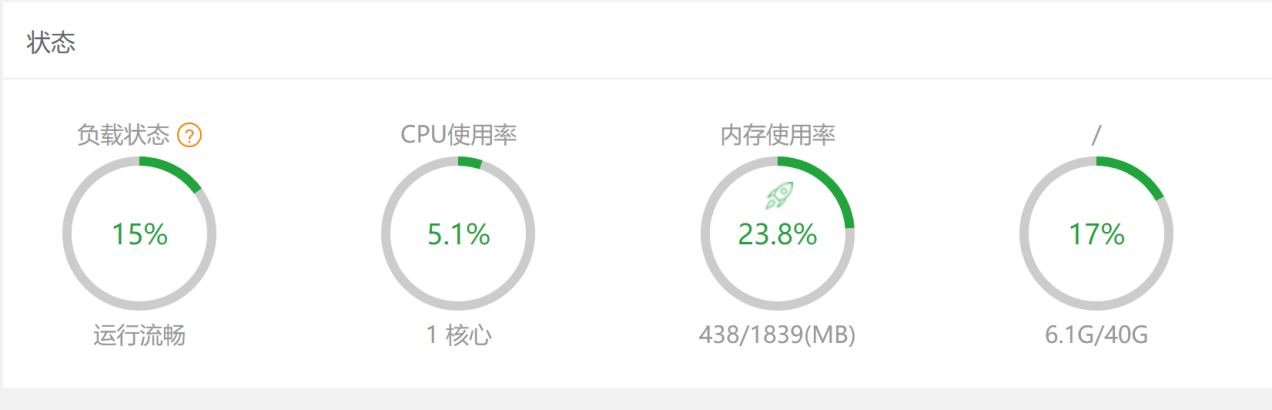 状态
负载状态 ?
CPU使用率
内存使用率
/
15%
5.1%
23.8%
17%
运行流畅
1 核心
438/1839(MB)
6.1G/40G